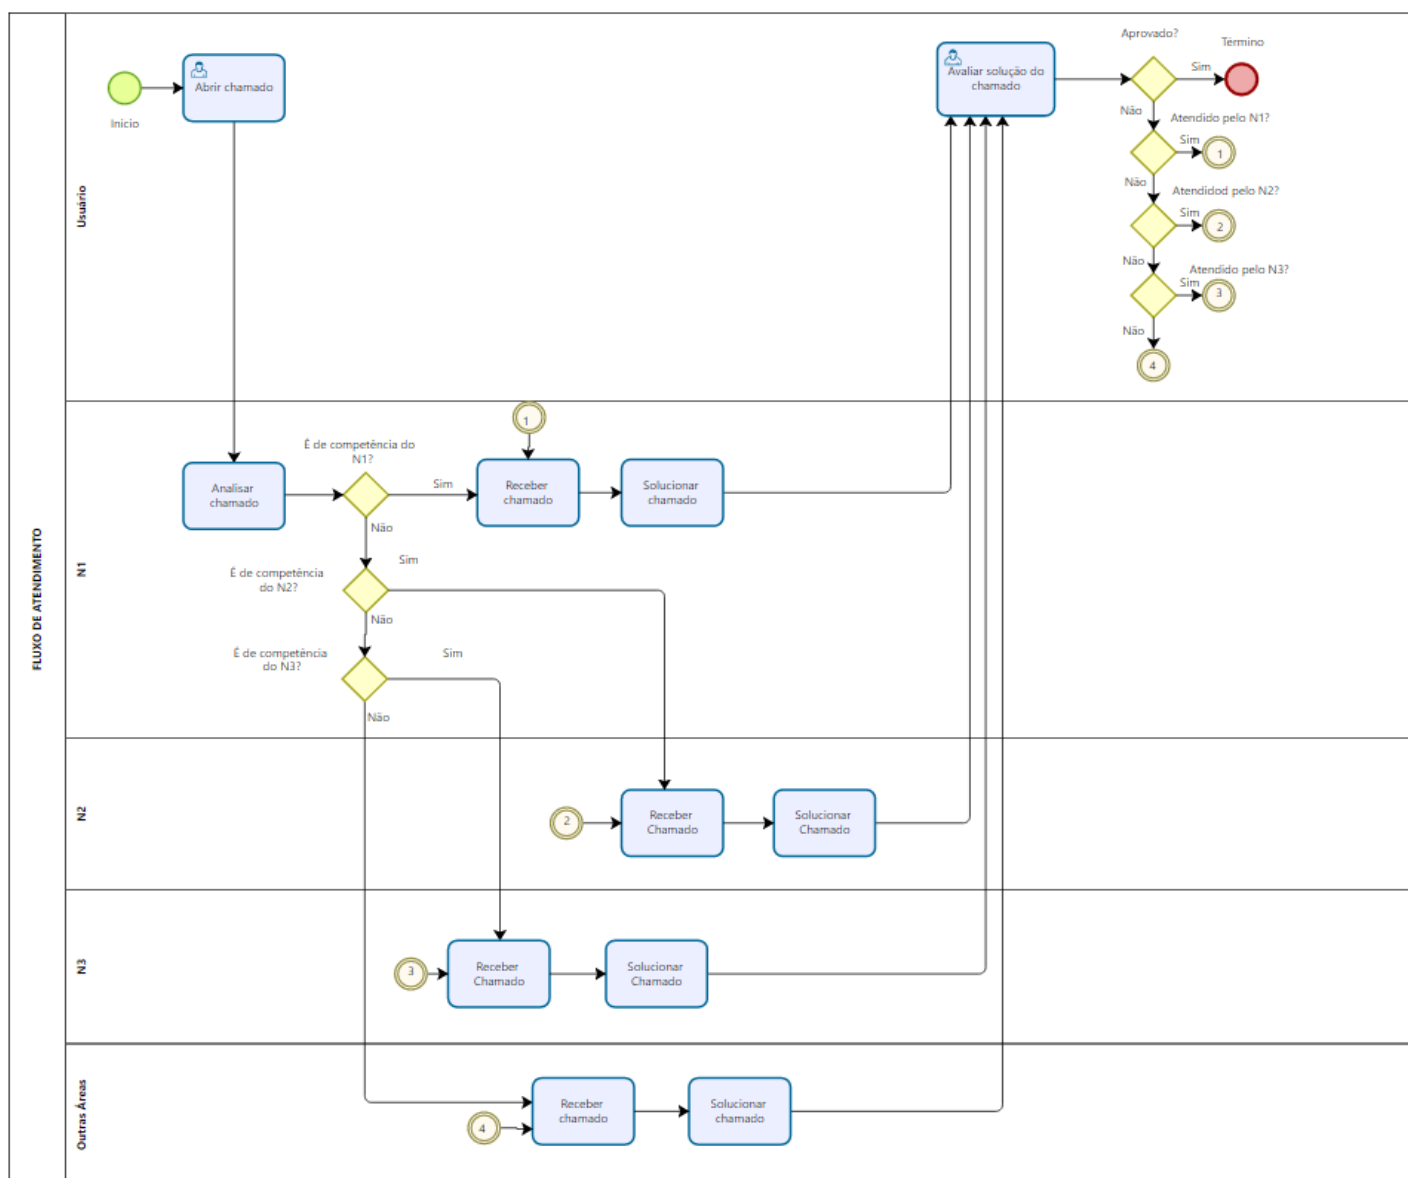 FLUXO DE ATENDIMENTO
Usuário
Inicio
Abrir chamado
Avaliar solução do
chamado
Aprovado?
Sim
Término
Não
Atendido pelo N1?
Sim
1
Não
Atendidod pelo N2?
Sim
2
Não
Atendido pelo N3?
Sim
3
Não
4
N1
Analisar
chamado
É de competência do
N1?
Sim
1
Receber
chamado
Solucionar
chamado
Não
É de competência
do N2?
Sim
Não
É de competência
do N3?
Sim
Não
N2
2
Receber
Chamado
Solucionar
Chamado
N3
3
Receber
Chamado
Solucionar
Chamado
Outras Áreas
4
Receber
chamado
Solucionar
chamado